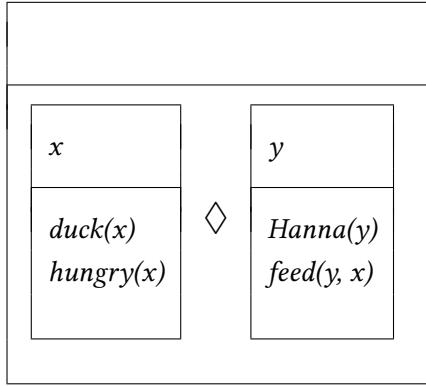 x
duck(x)
hungry(x)
◇
y
Hanna(y)
feed(y, x)